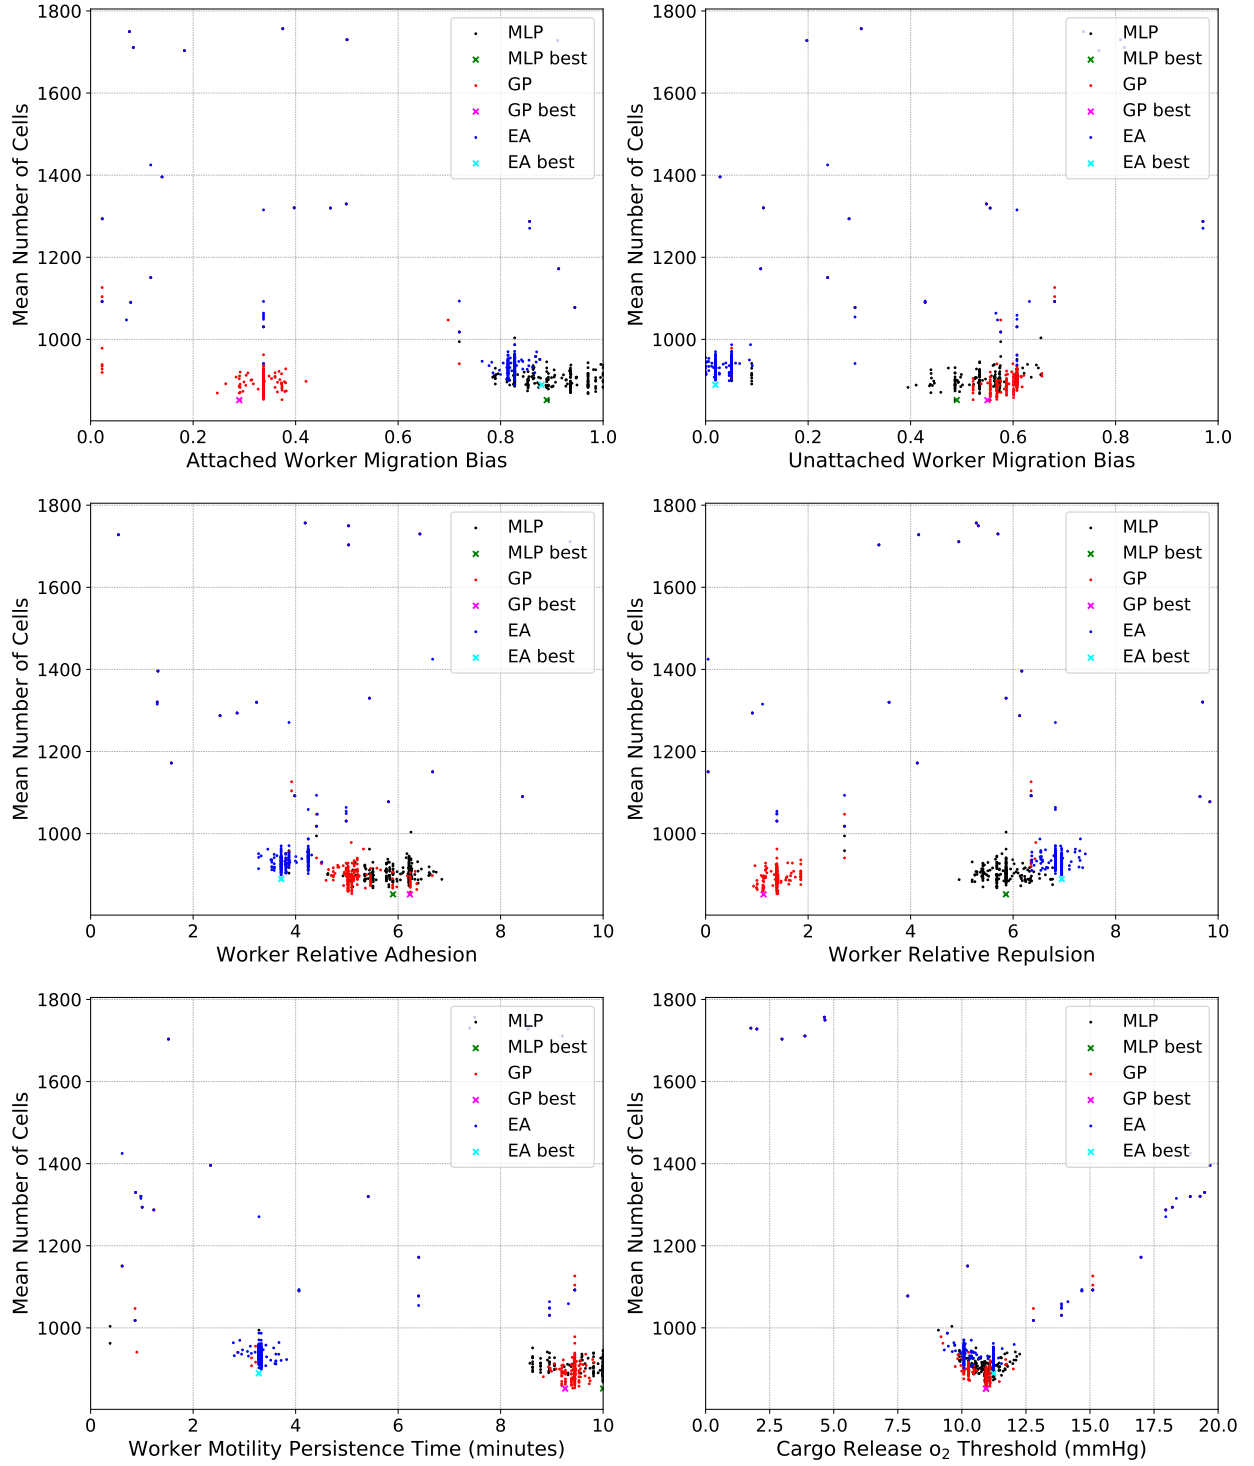 1800
1600
1400
1200
1000
Mean Number of Cells
0.0 0.2 0.4 0.6 0.8 1.0
Attached Worker Migration Bias
MLP
MLP best
GP
GP best
EA
EA best
1800
1600
1400
1200
1000
Mean Number of Cells
0.0 0.2 0.4 0.6 0.8 1.0
Unattached Worker Migration Bias
MLP
MLP best
GP
GP best
EA
EA best
1800
1600
1400
1200
1000
Mean Number of Cells
0 2 4 6 8 10
Worker Relative Adhesion
MLP
MLP best
GP
GP best
EA
EA best
1800
1600
1400
1200
1000
Mean Number of Cells
0 2 4 6 8 10
Worker Relative Repulsion
MLP
MLP best
GP
GP best
EA
EA best
1800
1600
1400
1200
1000
Mean Number of Cells
0 2 4 6 8 10
Worker Motility Persistence Time (minutes)
MLP
MLP best
GP
GP best
EA
EA best
1800
1600
1400
1200
1000
Mean Number of Cells
0.0 2.5 5.0 7.5 10.0 12.5 15.0 17.5 20.0
Cargo Release o₂ Threshold (mmHg)
MLP
MLP best
GP
GP best
EA
EA best